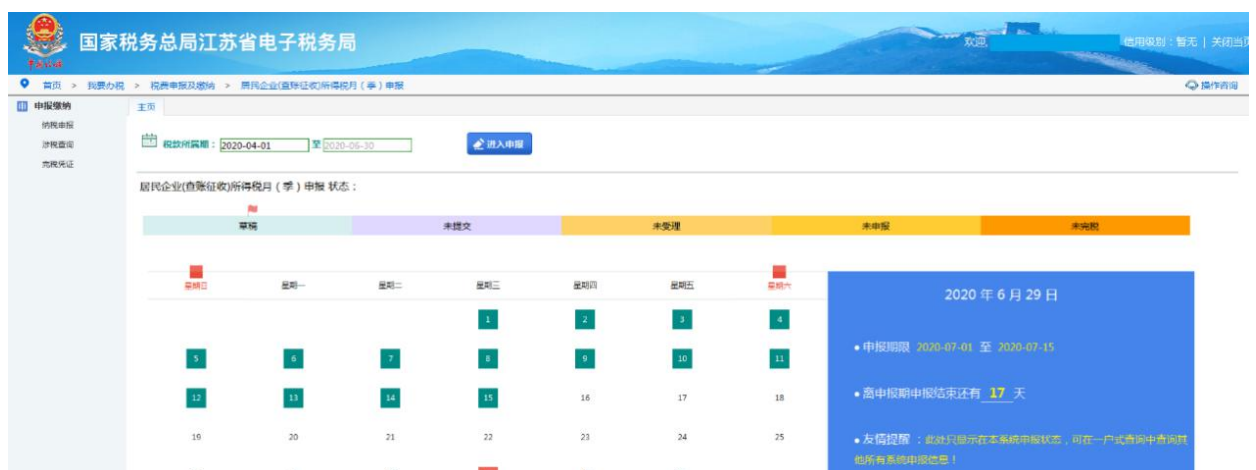 国家税务总局江苏省电子税务局
欢迎, 信用级别：暂无 | 关闭当页
首页 > 我要办税 > 税费申报及缴纳 > 居民企业(查账征收)所得税月（季）申报
操作咨询
申报缴纳
主页
纳税申报
涉税查询
完税凭证
税款所属期： 2020-04-01 至 2020-06-30
进入申报
居民企业(查账征收)所得税月（季）申报 状态：
草稿 未提交 未受理 未申报 未完税
星期日 星期一 星期二 星期三 星期四 星期五 星期六
1 2 3 4
5 6 7 8 9 10 11
12 13 14 15 16 17 18
19 20 21 22 23 24 25
2020 年 6 月 29 日
• 申报期限 2020-07-01 至 2020-07-15
• 离申报期申报结束还有 17 天
• 友情提醒 ：此处只显示在本系统申报状态，可在一户式查询中查询其
他所有系统申报信息！